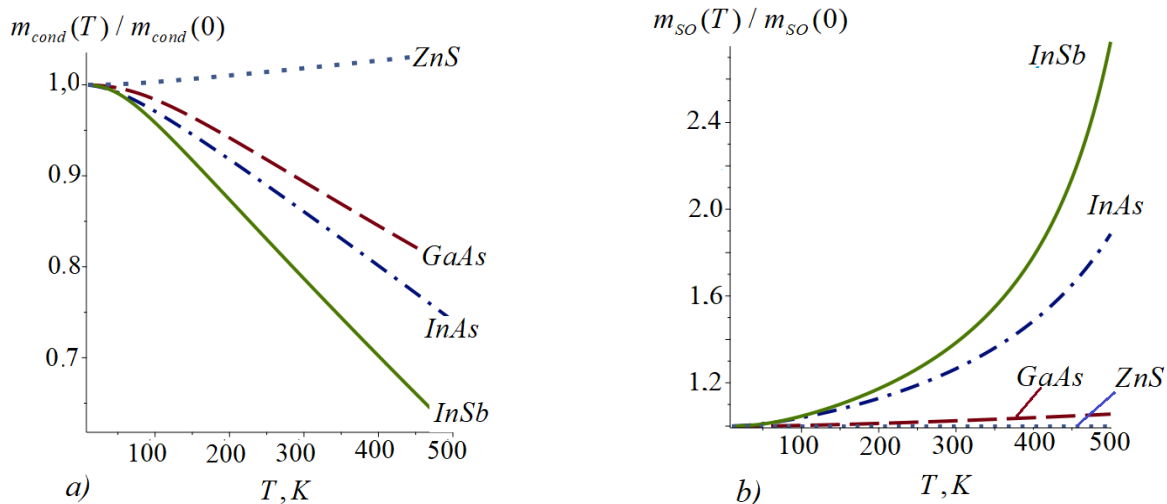 m_cond(T) / m_cond(0)
ZnS
1,0
0.9
0.8
0.7
GaAs
InAs
InSb
100 200 300 400 500
a)
T, K
m_SO(T) / m_SO(0)
InSb
2.4
2.0
InAs
1.6
1.2
GaAs
ZnS
100 200 300 400 500
T, K
b)